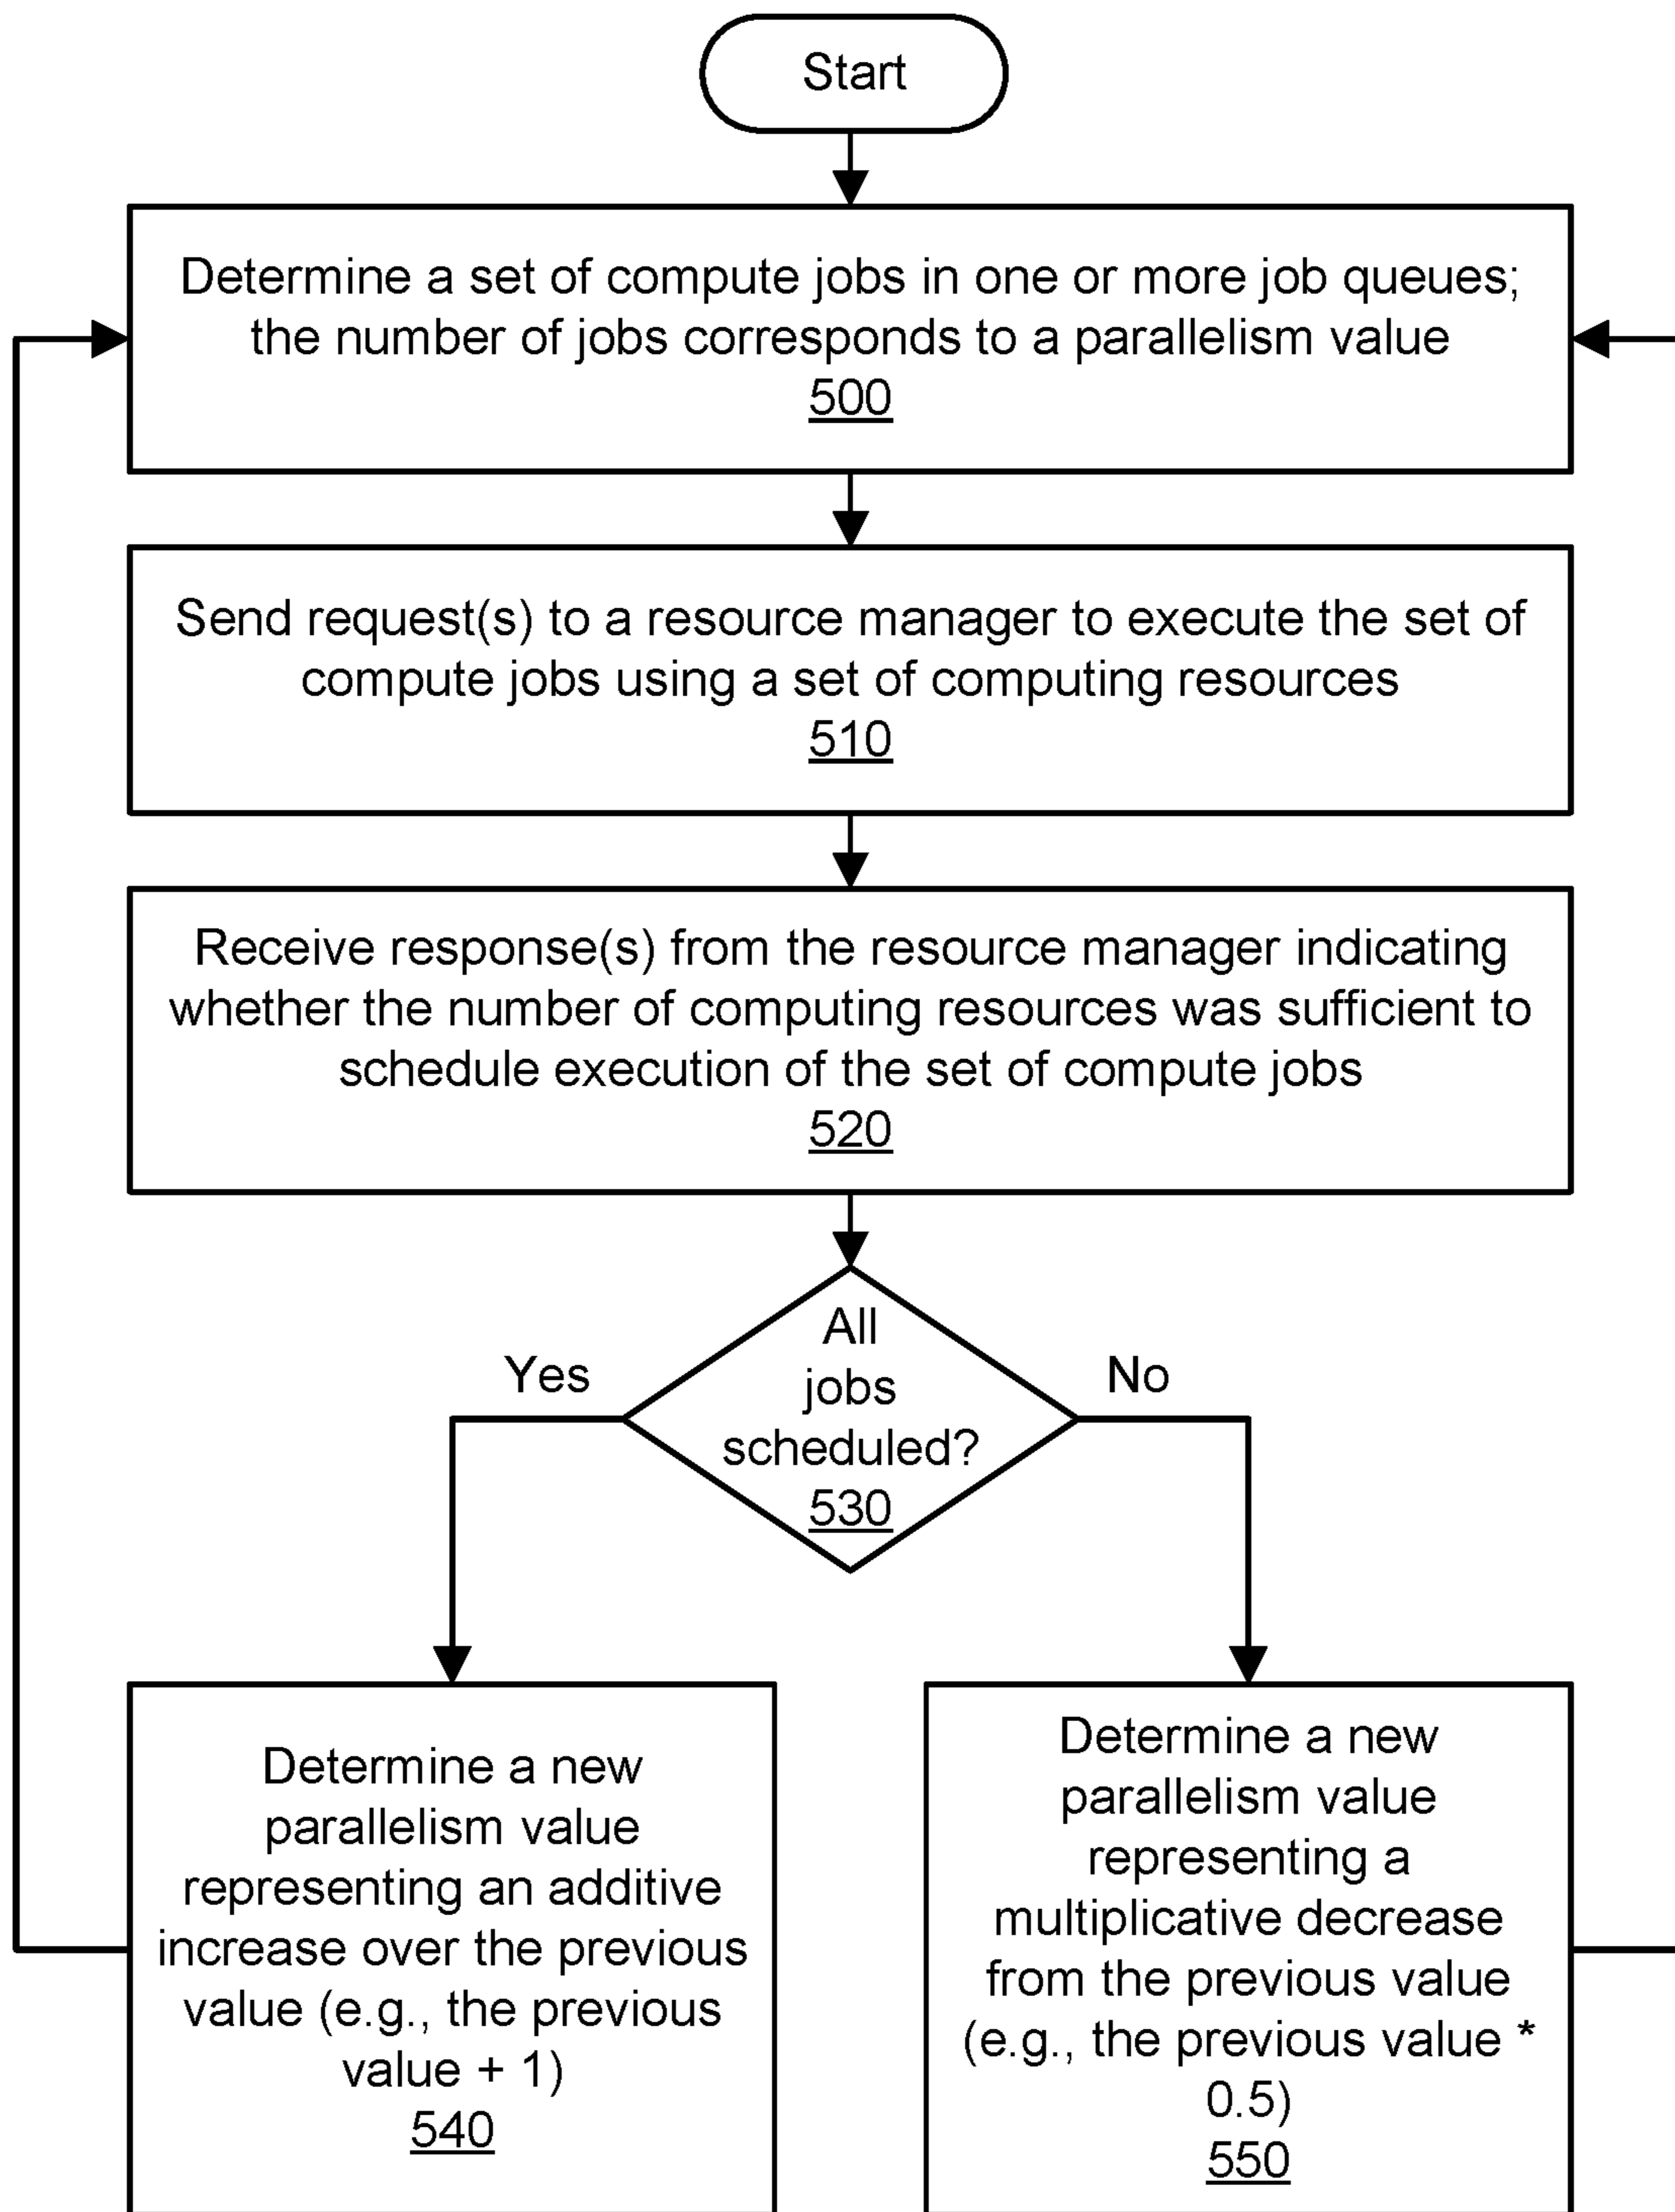 Start
Determine a set of compute jobs in one or more job queues;
the number of jobs corresponds to a parallelism value
500
Send request(s) to a resource manager to execute the set of
compute jobs using a set of computing resources
510
Receive response(s) from the resource manager indicating
whether the number of computing resources was sufficient to
schedule execution of the set of compute jobs
520
All
jobs
scheduled?
530
Yes
No
Determine a new
parallelism value
representing an additive
increase over the previous
value (e.g., the previous
value + 1)
540
Determine a new
parallelism value
representing a
multiplicative decrease
from the previous value
(e.g., the previous value *
0.5)
550